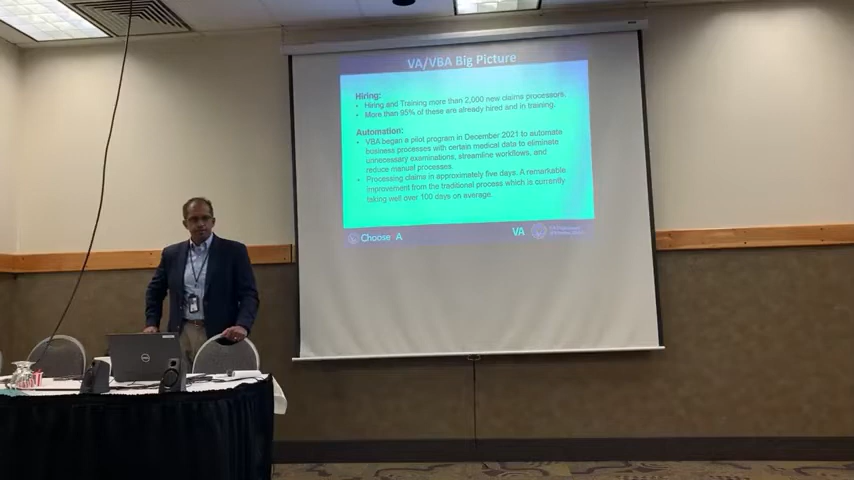 VA/VBA Big Picture
Hiring:
• Hiring and Training more than 2,000 new claims processors.
• More than 95% of these are already hired and in training.
Automation:
• VBA began a pilot program in December 2021 to automate
business processes with certain medical data to eliminate
unnecessary examinations, streamline workflows, and
reduce manual processes.
• Processing claims in approximately five days. A remarkable
improvement from the traditional process which is currently
taking well over 100 days on average.
Choose A
VA
DELL